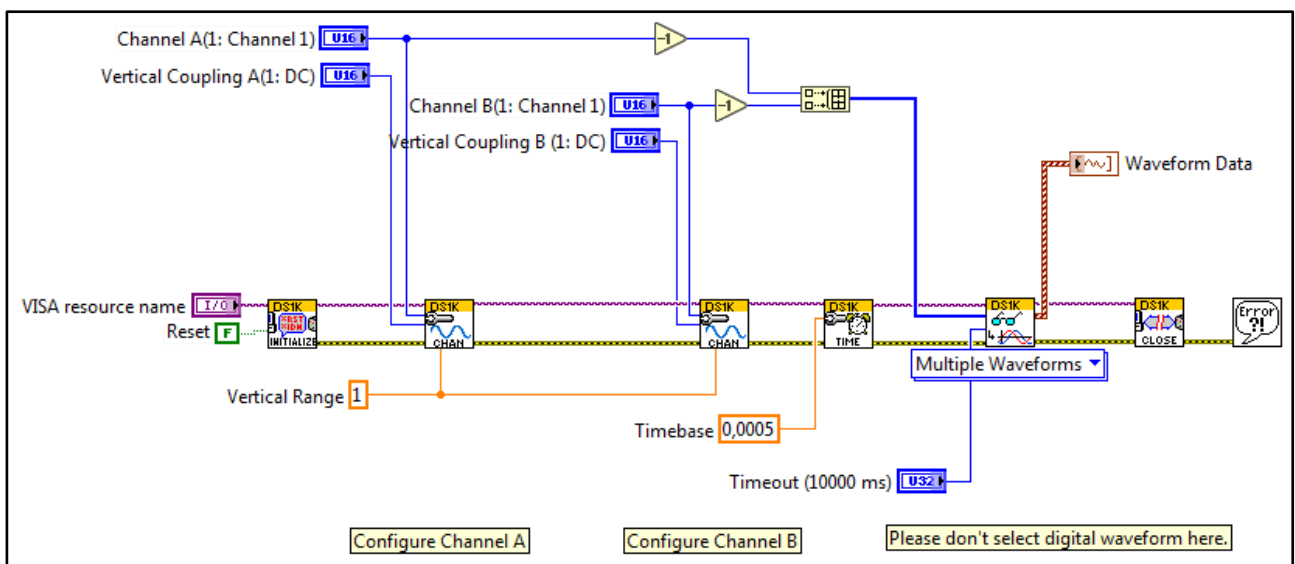 Channel A(1: Channel 1) U16
-1
Vertical Coupling A(1: DC) U16
Channel B(1: Channel 1) U16
-1
Vertical Coupling B (1: DC) U16
Waveform Data
VISA resource name I/O
Reset F
DS1K
*RST
*IDN
INITIALIZE
DS1K
CHAN
DS1K
CHAN
DS1K
TIME
DS1K
DS1K
CLOSE
Error
?!
Multiple Waveforms
Vertical Range 1
Timebase 0,0005
Timeout (10000 ms) U32
Configure Channel A
Configure Channel B
Please don't select digital waveform here.